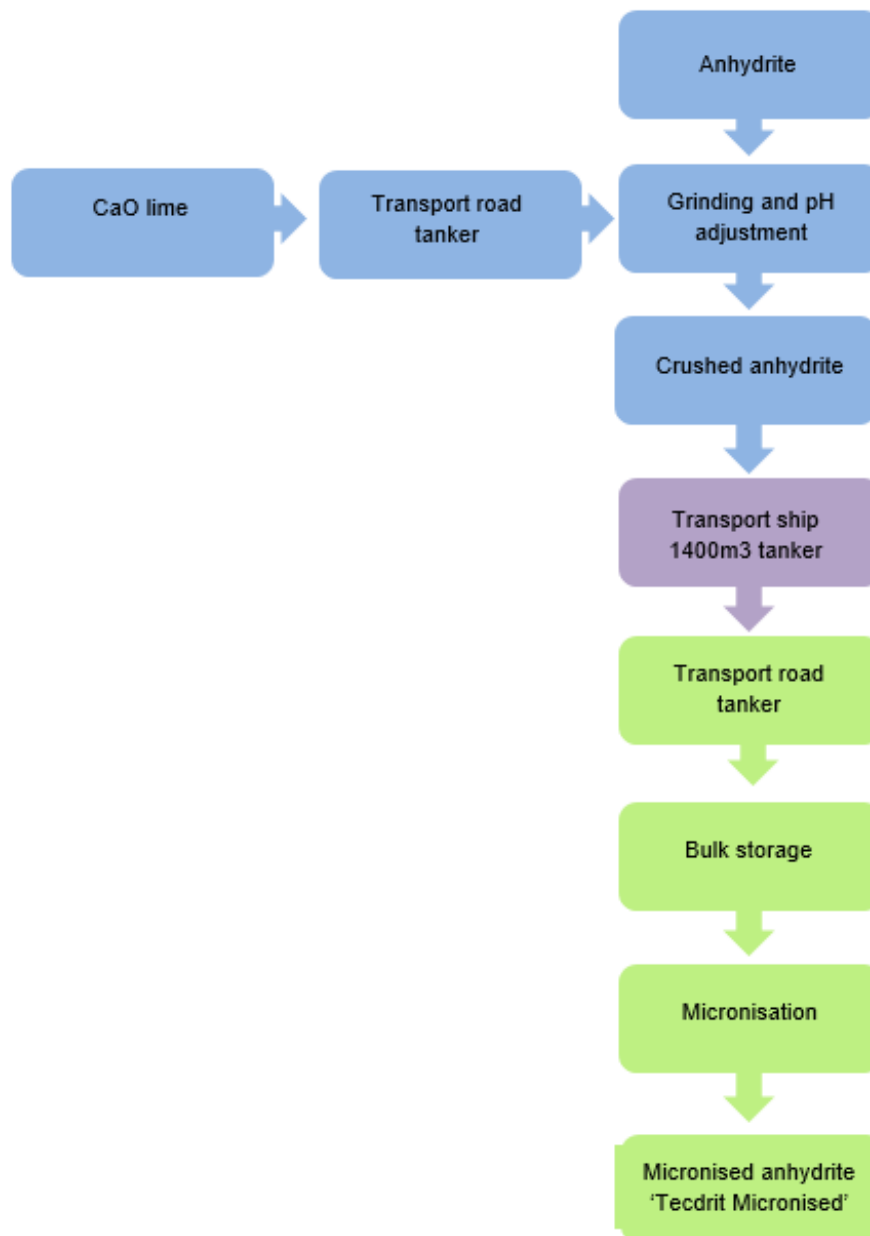 Anhydrite
CaO lime
Transport road
tanker
Grinding and pH
adjustment
Crushed anhydrite
Transport ship
1400m3 tanker
Transport road
tanker
Bulk storage
Micronisation
Micronised anhydrite
‘Tecdrit Micronised’